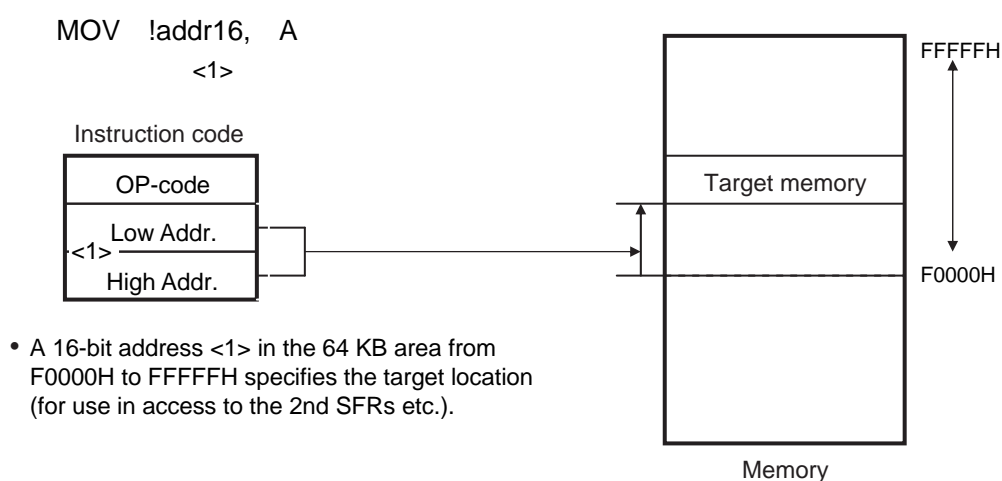 MOV !addr16, A
<1>
Instruction code
OP-code
Low Addr.
<1>
High Addr.
• A 16-bit address <1> in the 64 KB area from
F0000H to FFFFFH specifies the target location
(for use in access to the 2nd SFRs etc.).
FFFFFH
Target memory
F0000H
Memory